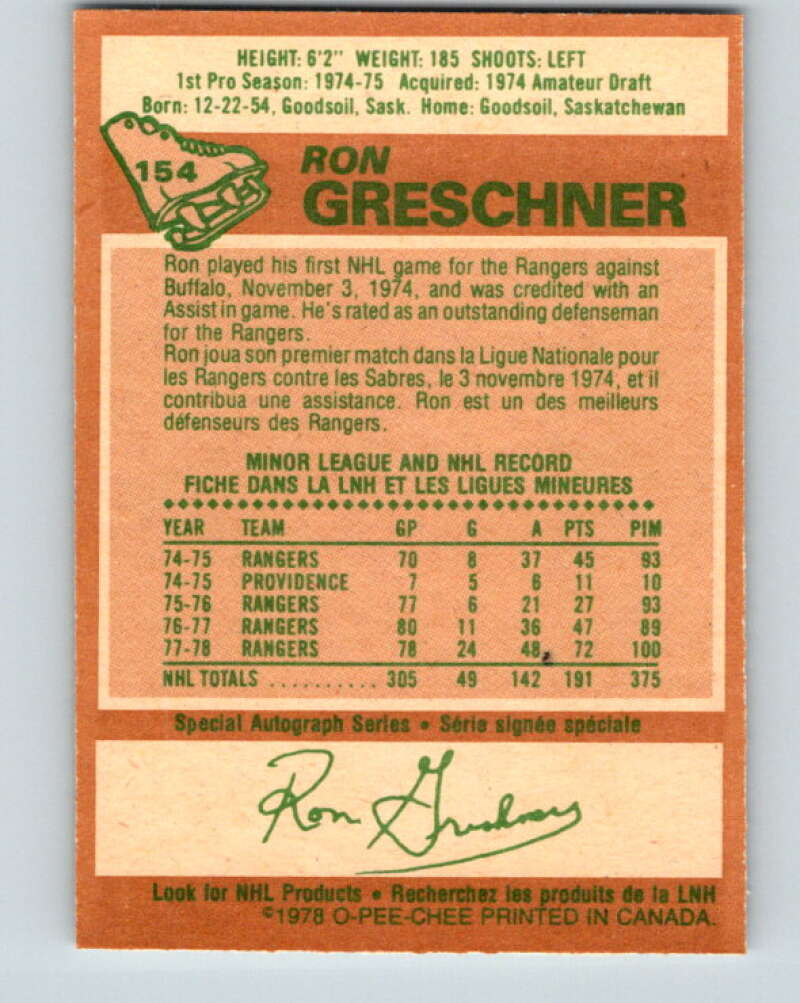 HEIGHT: 6'2" WEIGHT: 185 SHOOTS: LEFT
1st Pro Season: 1974-75 Acquired: 1974 Amateur Draft
Born: 12-22-54, Goodsoil, Sask. Home: Goodsoil, Saskatchewan
154
RON
GRESCHNER
Ron played his first NHL game for the Rangers against
Buffalo, November 3, 1974, and was credited with an
Assist in game. He's rated as an outstanding defenseman
for the Rangers.
Ron joua son premier match dans la Ligue Nationale pour
les Rangers contre les Sabres, le 3 novembre 1974, et il
contribua une assistance. Ron est un des meilleurs
défenseurs des Rangers.
MINOR LEAGUE AND NHL RECORD
FICHE DANS LA LNH ET LES LIGUES MINEURES
YEAR TEAM GP G A PTS PIM
74-75 RANGERS 70 8 37 45 93
74-75 PROVIDENCE 7 5 6 11 10
75-76 RANGERS 77 6 21 27 93
76-77 RANGERS 80 11 36 47 89
77-78 RANGERS 78 24 48 72 100
NHL TOTALS .......... 305 49 142 191 375
Special Autograph Series • Série signée spéciale
Ron Greschner
Look for NHL Products • Recherchez les produits de la LNH
©1978 O-PEE-CHEE PRINTED IN CANADA.